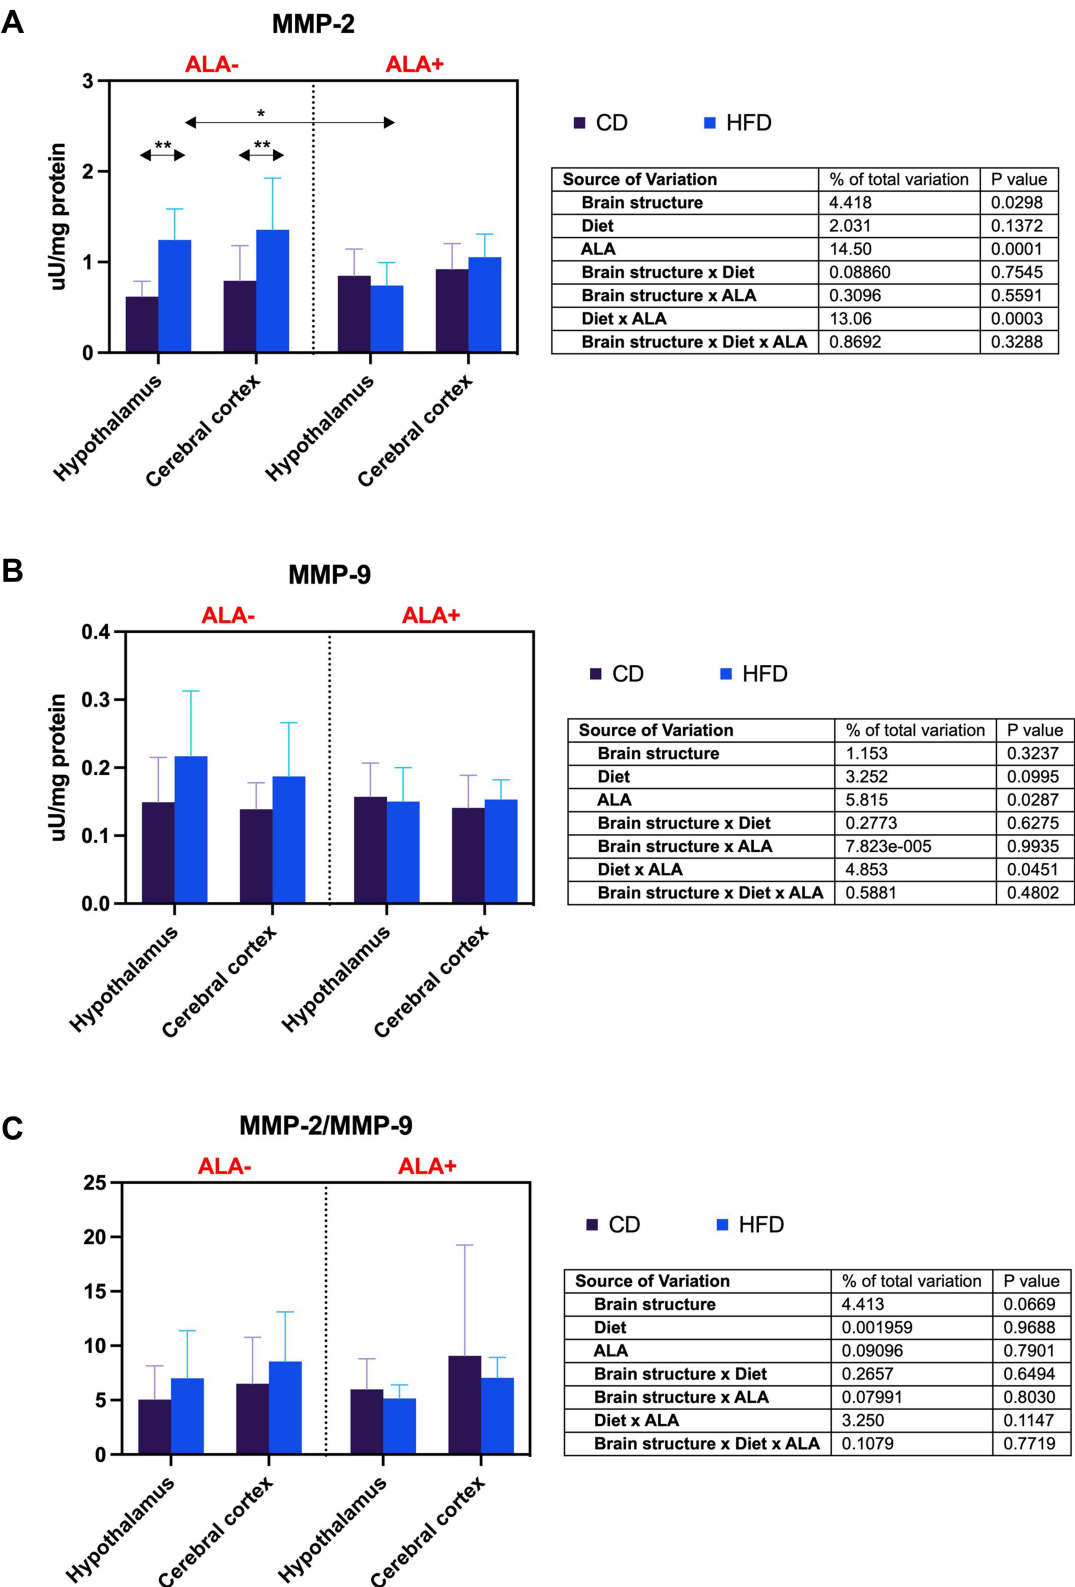 A
MMP-2
ALA- ALA+
3
2
1
0
uU/mg protein
*
** **
Hypothalamus
Cerebral cortex
Hypothalamus
Cerebral cortex
CD HFD
Source of Variation % of total variation P value
Brain structure 4.418 0.0298
Diet 2.031 0.1372
ALA 14.50 0.0001
Brain structure x Diet 0.08860 0.7545
Brain structure x ALA 0.3096 0.5591
Diet x ALA 13.06 0.0003
Brain structure x Diet x ALA 0.8692 0.3288
B
MMP-9
ALA- ALA+
0.4
0.3
0.2
0.1
0.0
uU/mg protein
Hypothalamus
Cerebral cortex
Hypothalamus
Cerebral cortex
CD HFD
Source of Variation % of total variation P value
Brain structure 1.153 0.3237
Diet 3.252 0.0995
ALA 5.815 0.0287
Brain structure x Diet 0.2773 0.6275
Brain structure x ALA 7.823e-005 0.9935
Diet x ALA 4.853 0.0451
Brain structure x Diet x ALA 0.5881 0.4802
C
MMP-2/MMP-9
ALA- ALA+
25
20
15
10
5
0
Hypothalamus
Cerebral cortex
Hypothalamus
Cerebral cortex
CD HFD
Source of Variation % of total variation P value
Brain structure 4.413 0.0669
Diet 0.001959 0.9688
ALA 0.09096 0.7901
Brain structure x Diet 0.2657 0.6494
Brain structure x ALA 0.07991 0.8030
Diet x ALA 3.250 0.1147
Brain structure x Diet x ALA 0.1079 0.7719